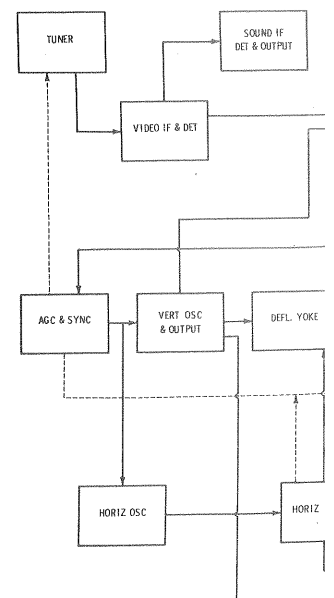 TUNER
SOUND IF
DET & OUTPUT
VIDEO IF & DET
AGC & SYNC
VERT OSC
& OUTPUT
DEFL. YOKE
HORIZ OSC
HORIZ